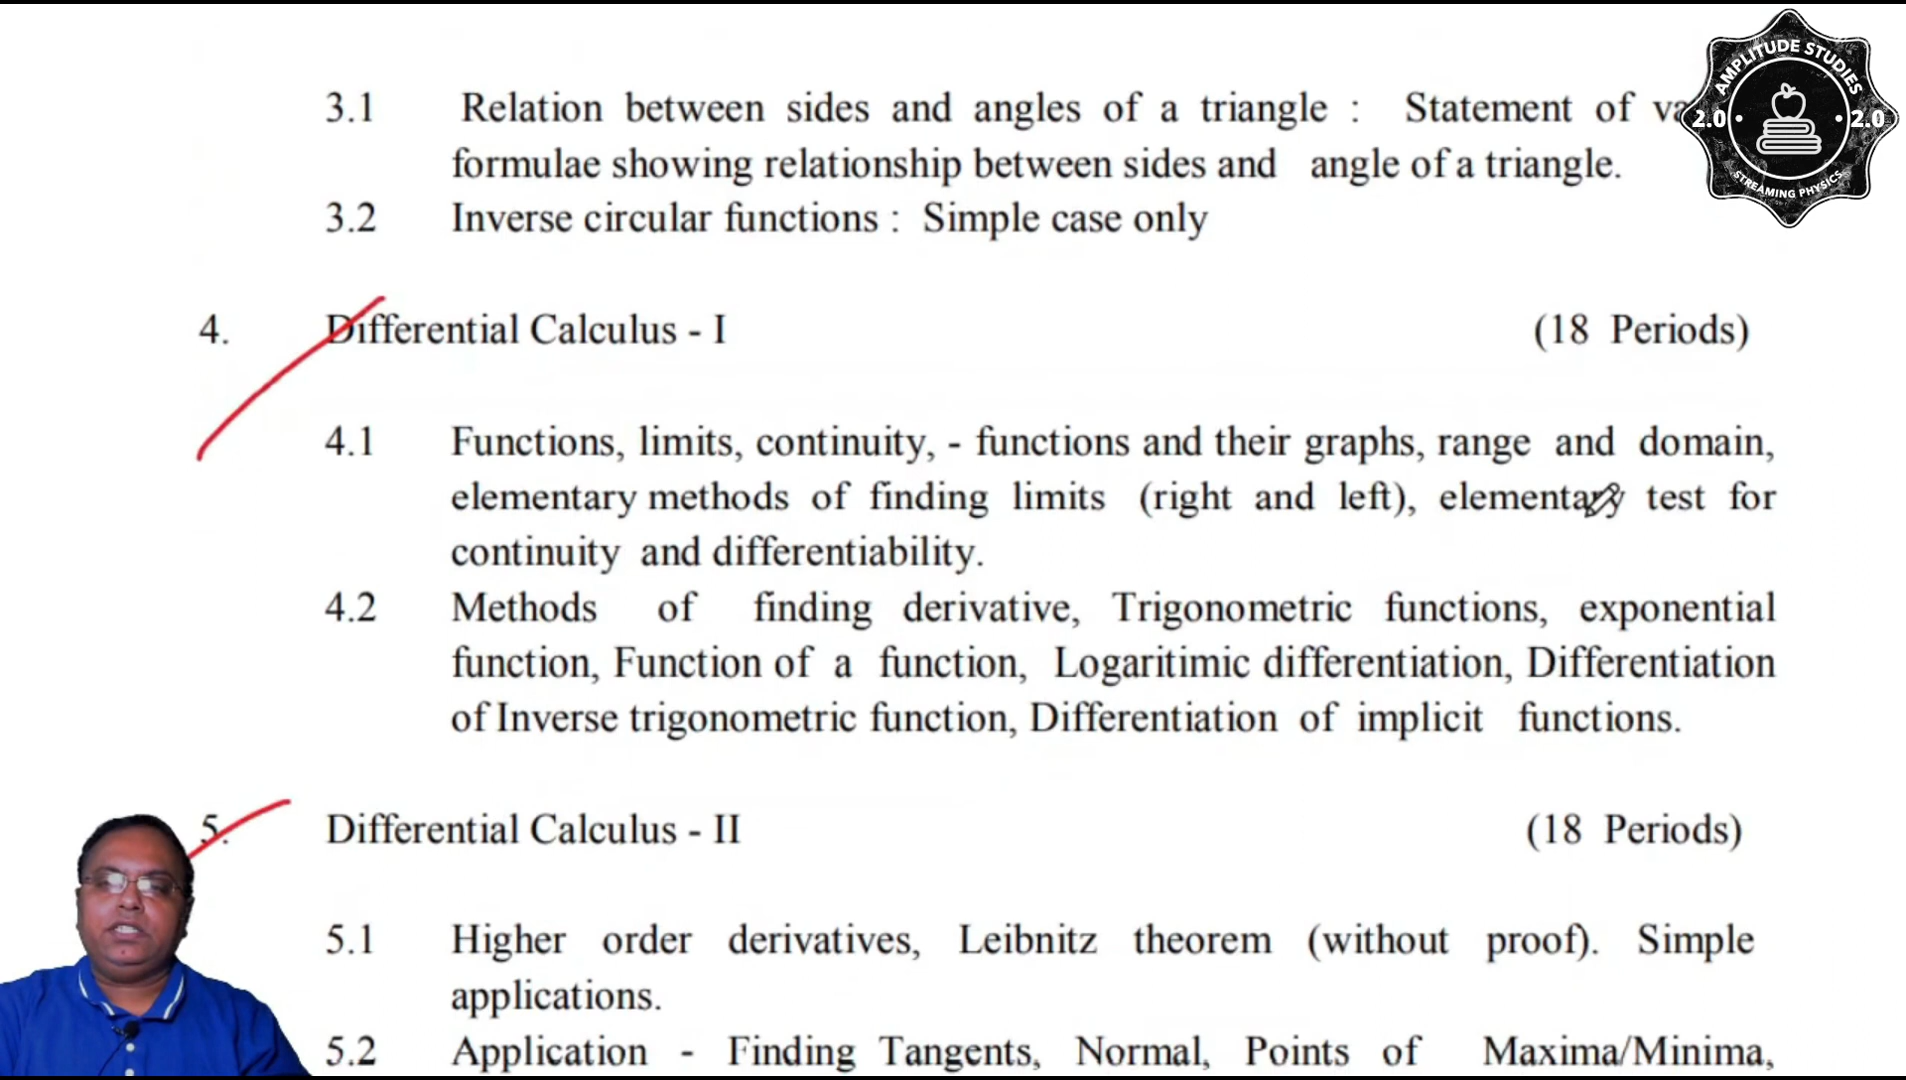 3.1 Relation between sides and angles of a triangle : Statement of
formulae showing relationship between sides and angle of a triangle.
3.2 Inverse circular functions : Simple case only
4. Differential Calculus - I (18 Periods)
4.1 Functions, limits, continuity, - functions and their graphs, range and domain,
elementary methods of finding limits (right and left), elementary test for
continuity and differentiability.
4.2 Methods of finding derivative, Trigonometric functions, exponential
function, Function of a function, Logaritimic differentiation, Differentiation
of Inverse trigonometric function, Differentiation of implicit functions.
5. Differential Calculus - II (18 Periods)
5.1 Higher order derivatives, Leibnitz theorem (without proof). Simple
applications.
5.2 Application - Finding Tangents, Normal, Points of Maxima/Minima,
AMPLITUDE STUDIES
2.0 2.0
STREAMING PHYSICS